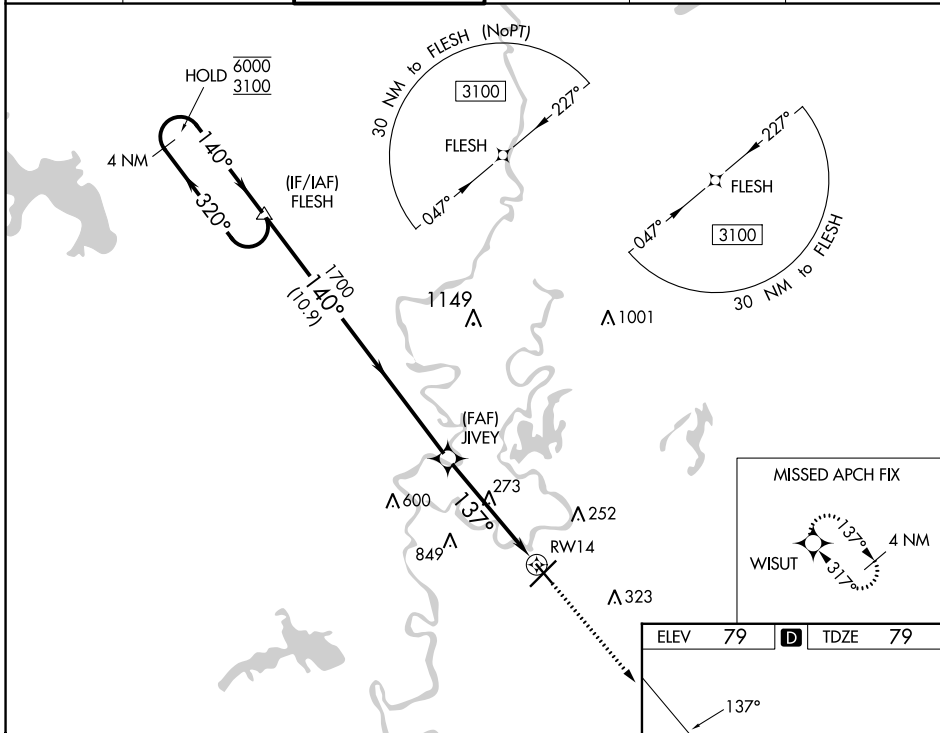 30 NM to FLESH (NoPT)
3100
227°
FLESH
047°
HOLD 6000
3100
4 NM
140°
320°
(IF/IAF)
FLESH
227°
FLESH
047°
3100
30 NM to FLESH
1700
140°
(10.9)
1149
1001
(FAF)
JIVEY
600
273
137°
252
849
RW14
323
MISSED APCH FIX
137°
4 NM
WISUT
317°
ELEV 79 D TDZE 79
137°